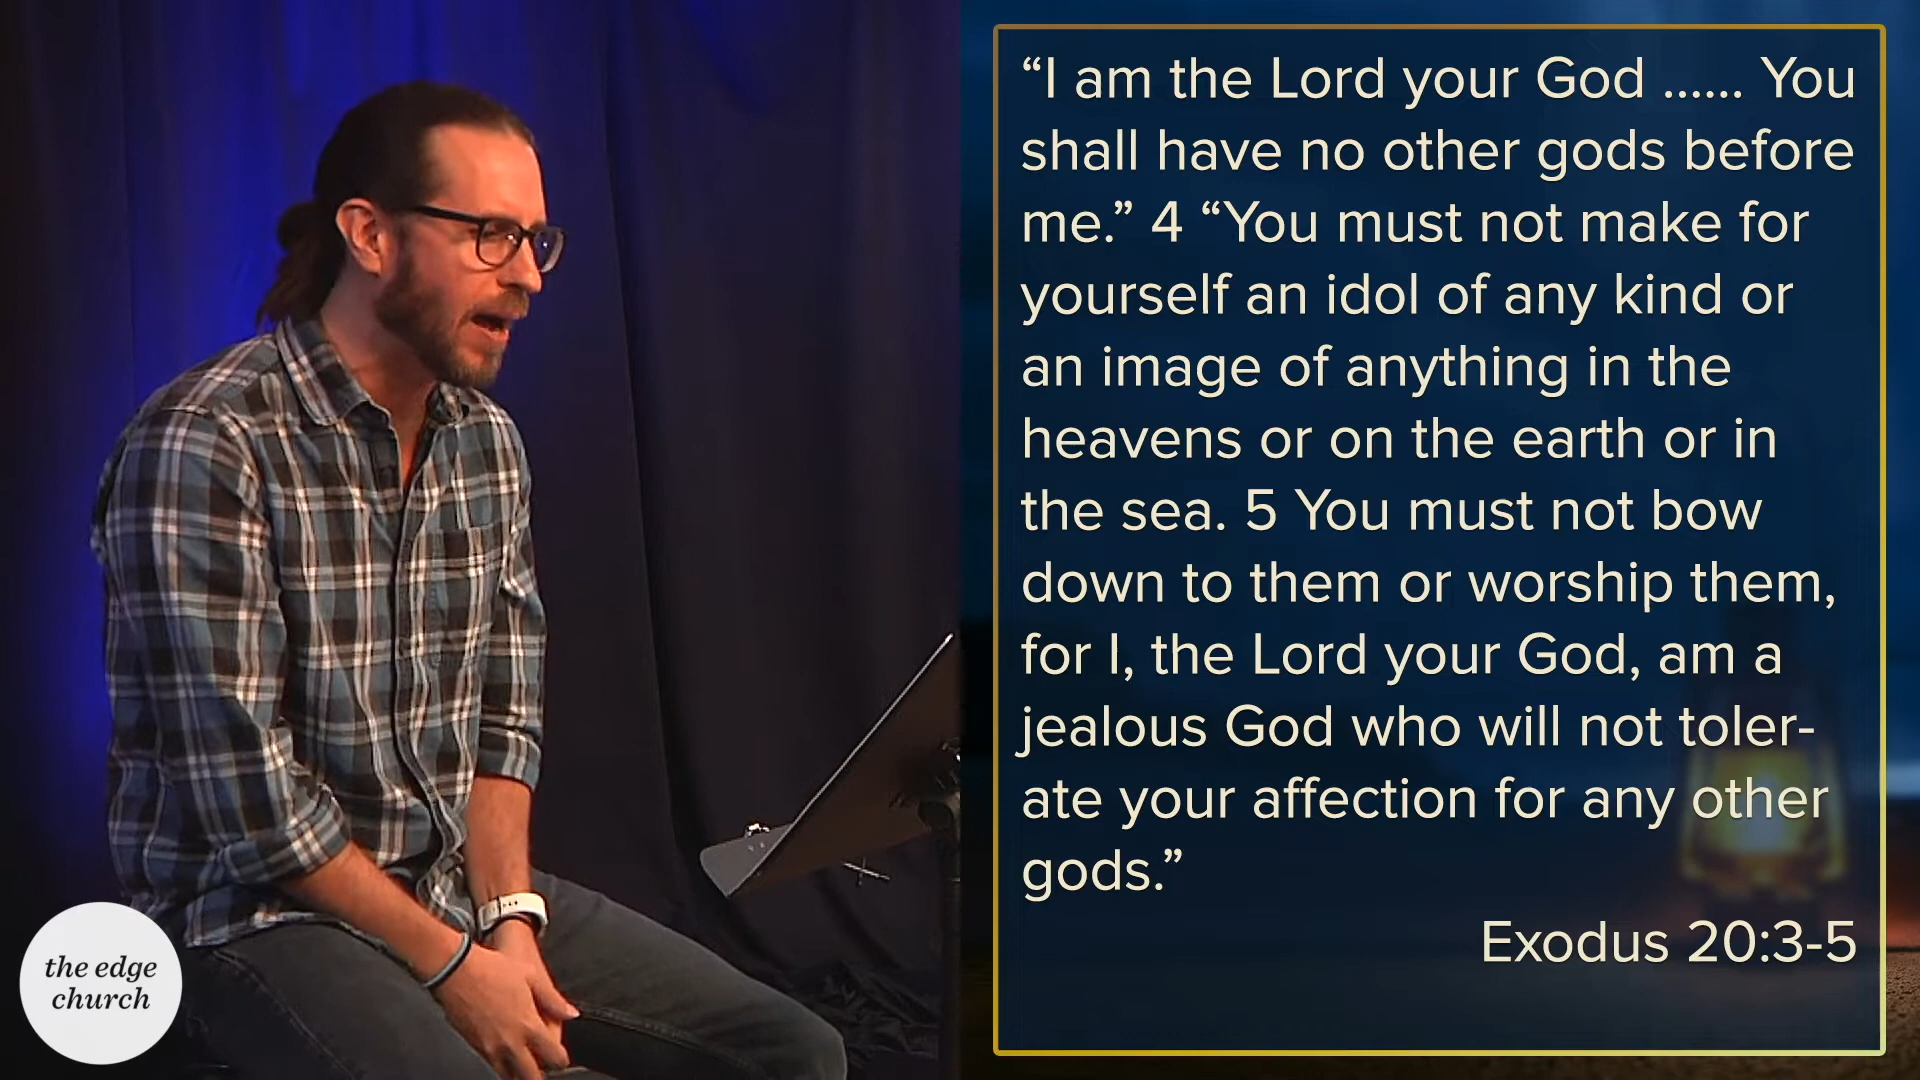 “I am the Lord your God ...... You
shall have no other gods before
me.” 4 “You must not make for
yourself an idol of any kind or
an image of anything in the
heavens or on the earth or in
the sea. 5 You must not bow
down to them or worship them,
for I, the Lord your God, am a
jealous God who will not toler-
ate your affection for any other
gods.”
Exodus 20:3-5
the edge
church